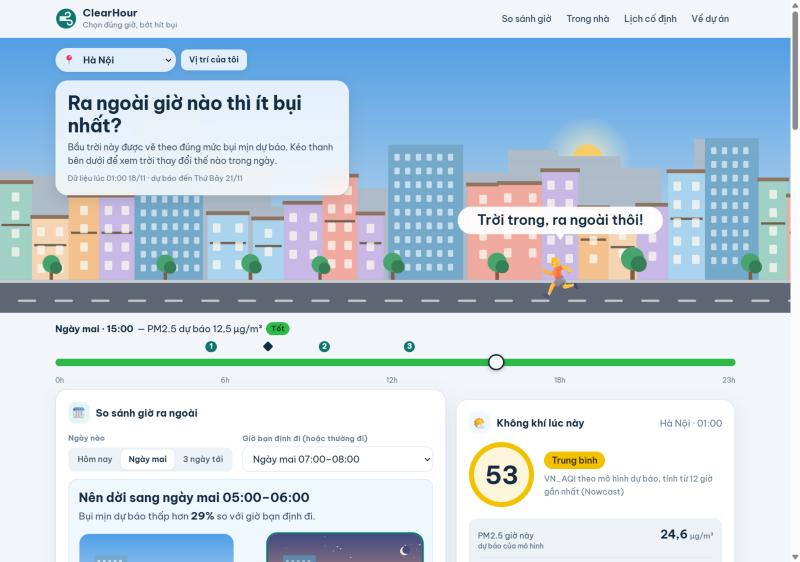 ClearHour
Chọn đúng giờ, bớt hít bụi
So sánh giờ
Trong nhà
Lịch cố định
Về dự án
Hà Nội
Vị trí của tôi
Ra ngoài giờ nào thì ít bụi
nhất?
Bầu trời này được vẽ theo đúng mức bụi mịn dự báo. Kéo thanh
bên dưới để xem trời thay đổi thế nào trong ngày.
Dữ liệu lúc 01:00 18/11 · dự báo đến Thứ Bảy 21/11
Trời trong, ra ngoài thôi!
Ngày mai · 15:00 — PM2.5 dự báo 12,5 µg/m³ Tốt
1
2
3
0h
6h
12h
18h
23h
So sánh giờ ra ngoài
Ngày nào
Hôm nay
Ngày mai
3 ngày tới
Giờ bạn định đi (hoặc thường đi)
Ngày mai 07:00–08:00
Nên dời sang ngày mai 05:00–06:00
Bụi mịn dự báo thấp hơn 29% so với giờ bạn định đi.
Không khí lúc này
Hà Nội · 01:00
53
Trung bình
VN_AQI theo mô hình dự báo, tính từ 12 giờ
gần nhất (Nowcast)
PM2.5 giờ này
24,6 µg/m³
dự báo của mô hình